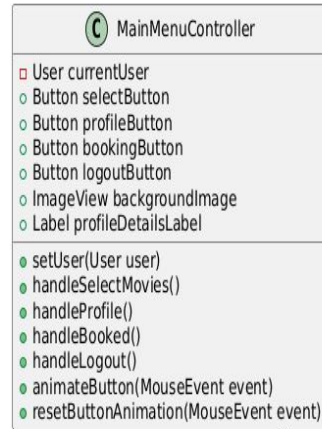 C MainMenuController
User currentUser
Button selectButton
Button profileButton
Button bookingButton
Button logoutButton
ImageView backgroundImage
Label profileDetailsLabel
setUser(User user)
handleSelectMovies()
handleProfile()
handleBooked()
handleLogout()
animateButton(MouseEvent event)
resetButtonAnimation(MouseEvent event)